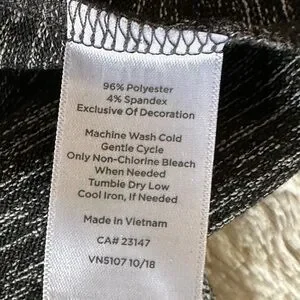 96% Polyester
4% Spandex
Exclusive Of Decoration
Machine Wash Cold
Gentle Cycle
Only Non-Chlorine Bleach
When Needed
Tumble Dry Low
Cool Iron, If Needed
Made In Vietnam
CA# 23147
VN5107 10/18